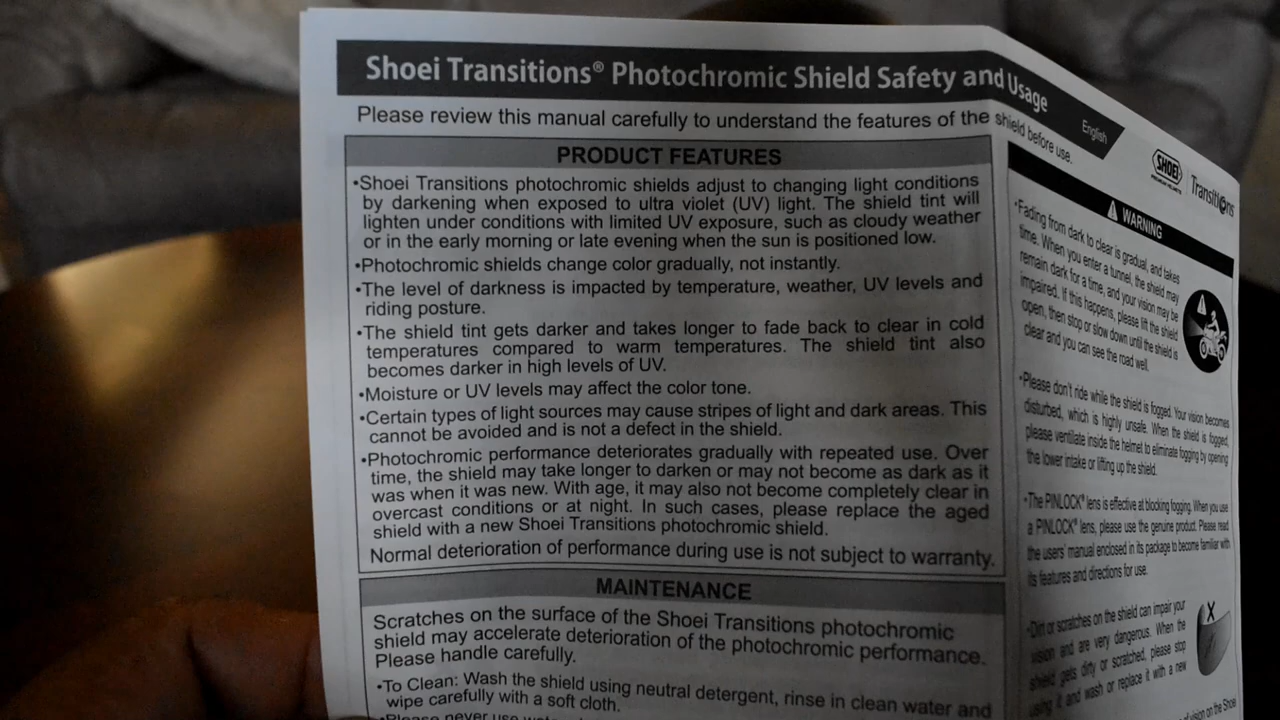 Shoei Transitions® Photochromic Shield Safety and Usage
English
Please review this manual carefully to understand the features of the shield before use.
PRODUCT FEATURES
•Shoei Transitions photochromic shields adjust to changing light conditions
by darkening when exposed to ultra violet (UV) light. The shield tint will
lighten under conditions with limited UV exposure, such as cloudy weather
or in the early morning or late evening when the sun is positioned low.
•Photochromic shields change color gradually, not instantly.
•The level of darkness is impacted by temperature, weather, UV levels and
riding posture.
•The shield tint gets darker and takes longer to fade back to clear in cold
temperatures compared to warm temperatures. The shield tint also
becomes darker in high levels of UV.
•Moisture or UV levels may affect the color tone.
•Certain types of light sources may cause stripes of light and dark areas. This
cannot be avoided and is not a defect in the shield.
•Photochromic performance deteriorates gradually with repeated use. Over
time, the shield may take longer to darken or may not become as dark as it
was when it was new. With age, it may also not become completely clear in
overcast conditions or at night. In such cases, please replace the aged
shield with a new Shoei Transitions photochromic shield.
Normal deterioration of performance during use is not subject to warranty.
MAINTENANCE
Scratches on the surface of the Shoei Transitions photochromic
shield may accelerate deterioration of the photochromic performance.
Please handle carefully.
•To Clean: Wash the shield using neutral detergent, rinse in clean water and
wipe carefully with a soft cloth.
•Please never use
SHOEI
Transitions
WARNING
•Fading from dark to clear is gradual, and takes
time. When you enter a tunnel, the shield may
remain dark for a time, and your vision may be
impaired. If this happens, please lift the shield
open, then stop or slow down until the shield is
clear and you can see the road well.
•Please don't ride while the shield is fogged. Your vision becomes
disturbed, which is highly unsafe. When the shield is fogged,
please ventilate inside the helmet to eliminate fogging by opening
the lower intake or lifting up the shield.
•The PINLOCK® lens is effective at blocking fogging. When you use
a PINLOCK® lens, please use the genuine product. Please read
the users' manual enclosed in its package to become familiar with
its features and directions for use.
•Dirt or scratches on the shield can impair your
vision and are very dangerous. When the
shield gets dirty or scratched, please stop
using it and wash or replace it with a new
vision on the Shoei